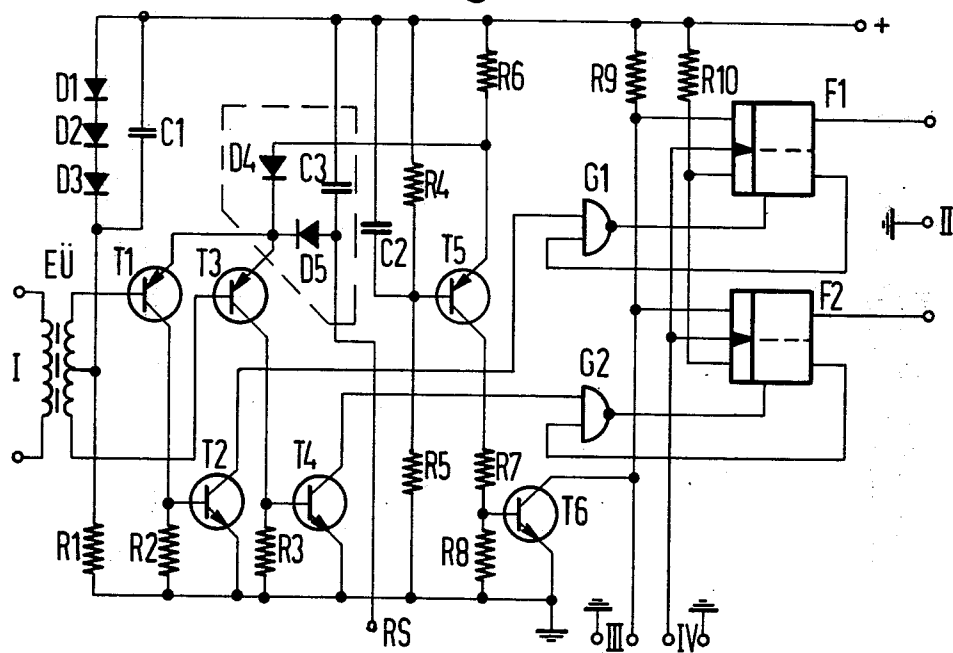 +
D1
D2
D3
C1
D4
C3
R4
R6
R9
R10
F1
G1
II
EÜ
T1
T3
D5
C2
T5
F2
I
G2
T2
T4
R5
R7
T6
R1
R2
R3
R8
RS
III
IV